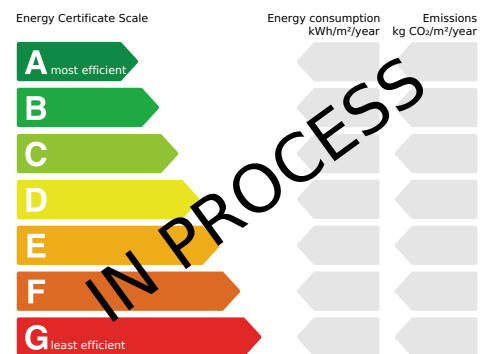 Energy Certificate Scale
Energy consumption
kWh/m²/year
Emissions
kg CO₂/m²/year
A most efficient
B
C
D
E
F
G least efficient
IN PROCESS